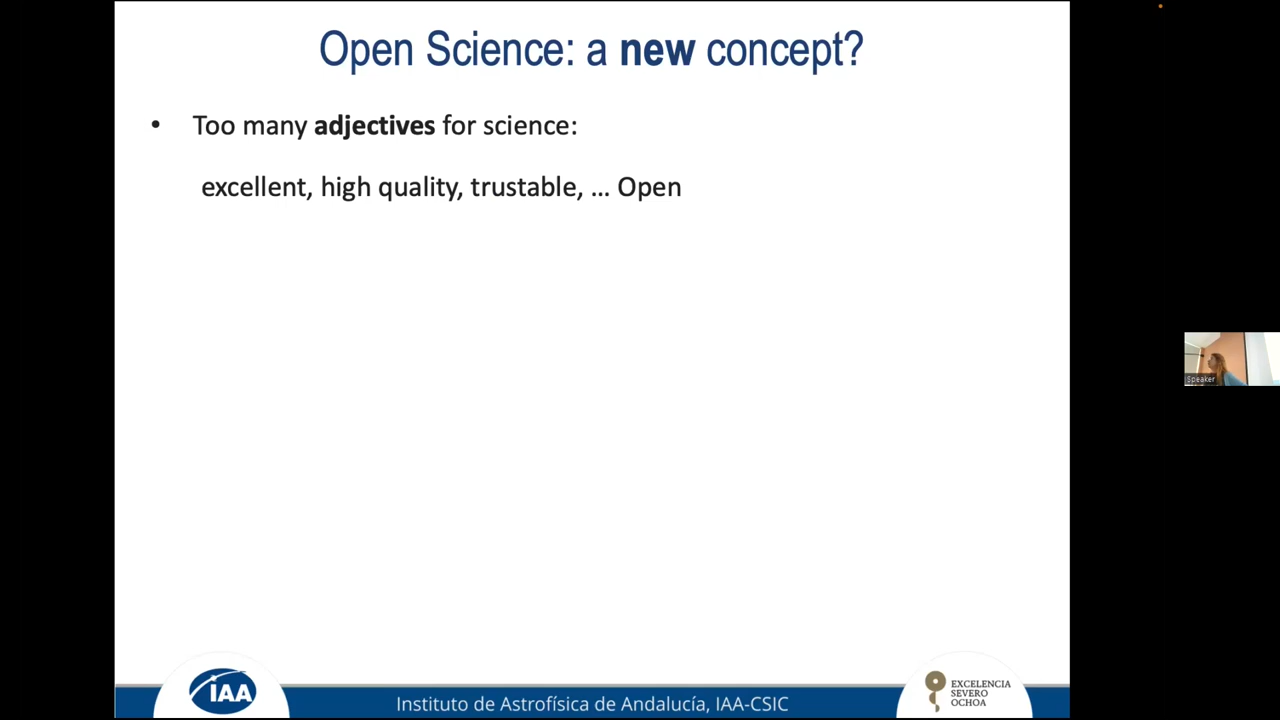 Open Science: a new concept?
• Too many adjectives for science:
excellent, high quality, trustable, ... Open
Speaker
IAA
Instituto de Astrofísica de Andalucía, IAA-CSIC
EXCELENCIA
SEVERO
OCHOA